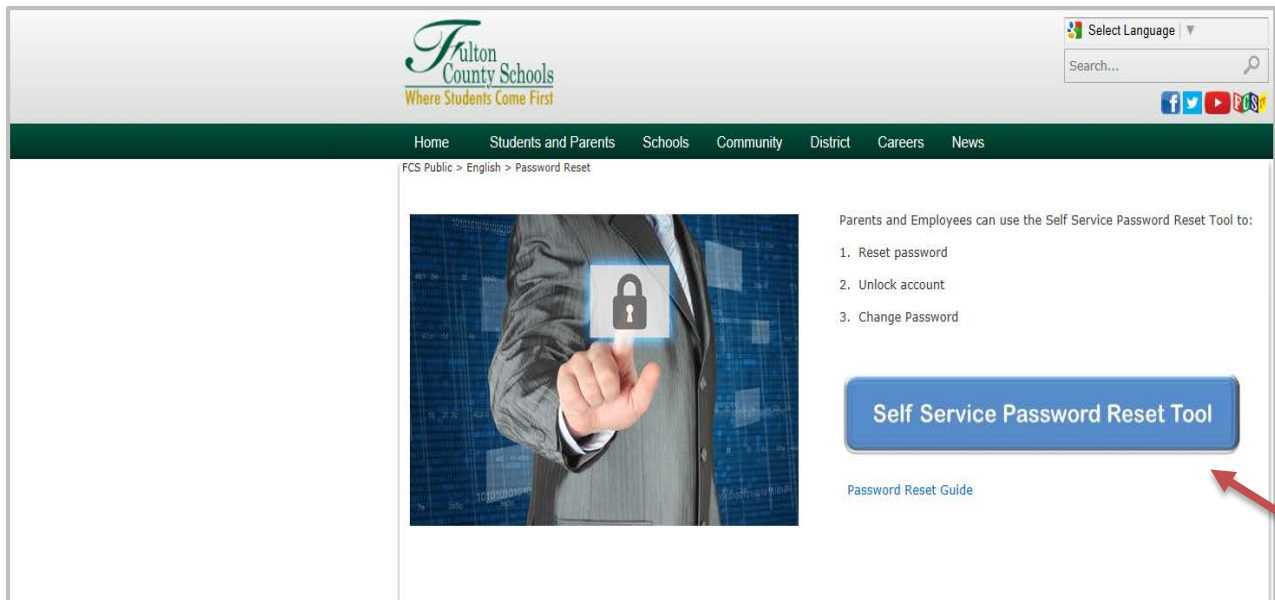 Fulton
County Schools
Where Students Come First
Select Language ▼
Search...
Home Students and Parents Schools Community District Careers News
FCS Public > English > Password Reset
Parents and Employees can use the Self Service Password Reset Tool to:
1. Reset password
2. Unlock account
3. Change Password
Self Service Password Reset Tool
Password Reset Guide